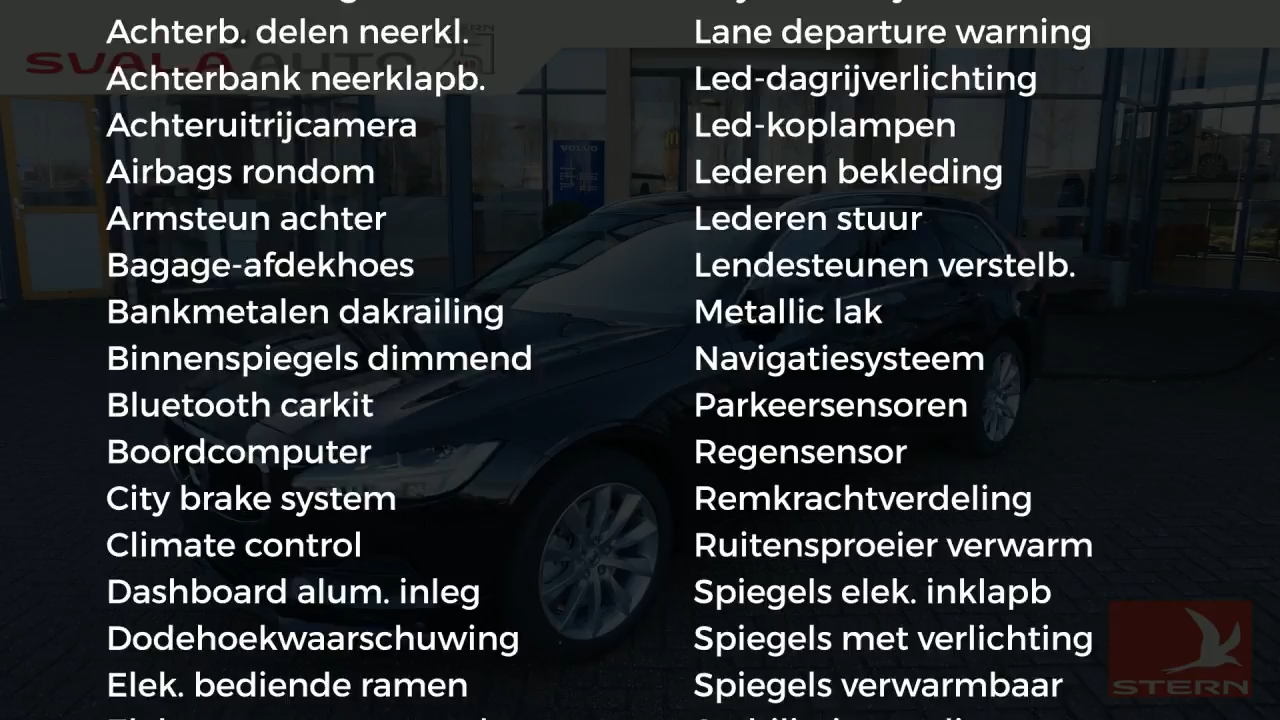 Achterb. delen neerkl.
Achterbank neerklapb.
Achteruitrijcamera
Airbags rondom
Armsteun achter
Bagage-afdekhoes
Bankmetalen dakrailing
Binnenspiegels dimmend
Bluetooth carkit
Boordcomputer
City brake system
Climate control
Dashboard alum. inleg
Dodehoekwaarschuwing
Elek. bediende ramen
Lane departure warning
Led-dagrijverlichting
Led-koplampen
Lederen bekleding
Lederen stuur
Lendesteunen verstelb.
Metallic lak
Navigatiesysteem
Parkeersensoren
Regensensor
Remkrachtverdeling
Ruitensproeier verwarm
Spiegels elek. inklapb
Spiegels met verlichting
Spiegels verwarmbaar
SVALA AUTO
VOLVO
STERN